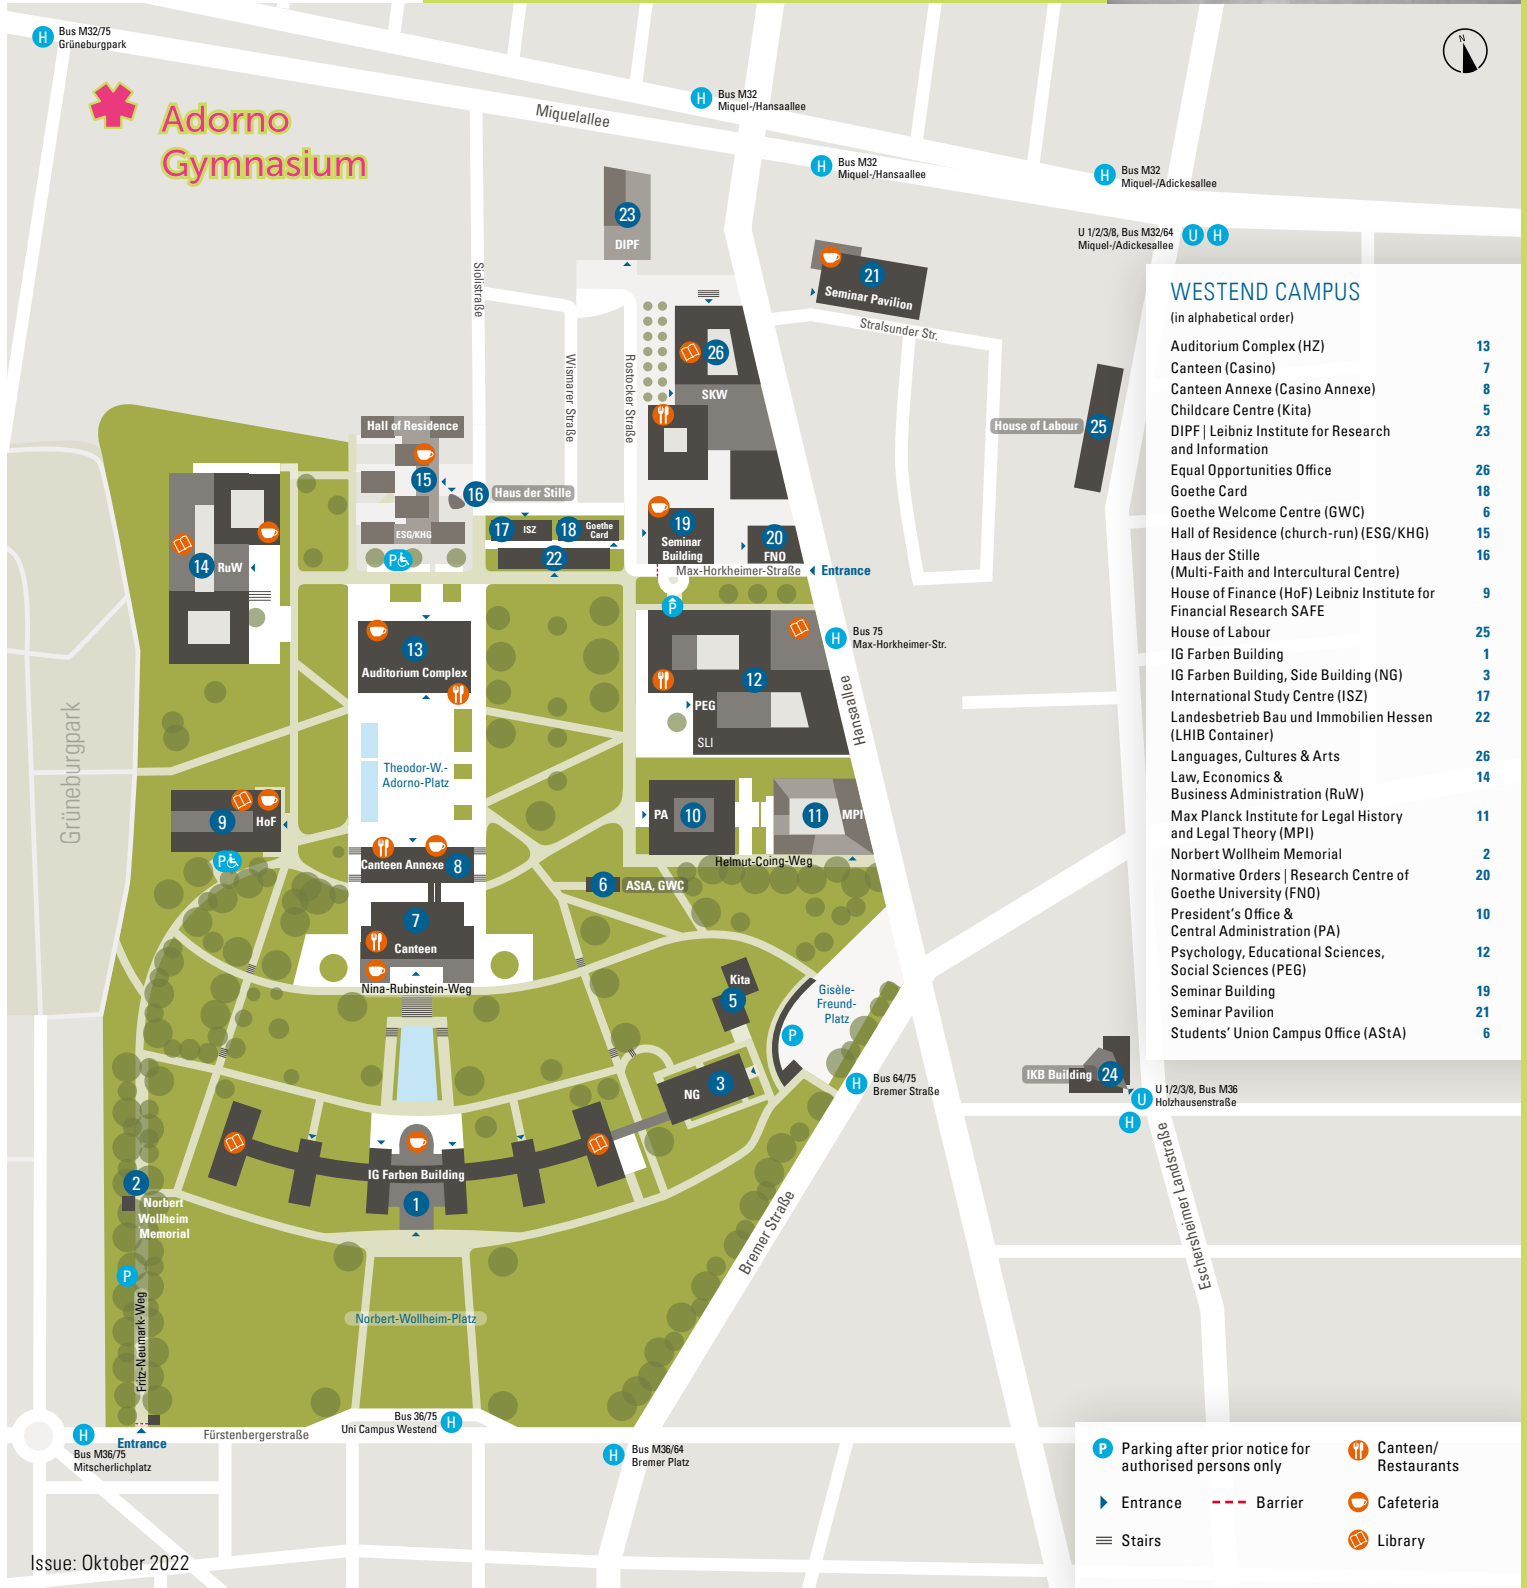 Bus M32/75
Grüneburgpark
N
Adorno
Gymnasium
H
Bus M32
Miquel-/Hansaallee
Miquelallee
H
Bus M32
Miquel-/Hansaallee
H
Bus M32
Miquel-/Adickesallee
H
U 1/2/3/8, Bus M32/64
Miquel-/Adickesallee
U
H
23
DIPF
21
Seminar Pavilion
Stralsunder Str.
Siolistraße
Wismarer Straße
Rostocker Straße
26
SKW
House of Labour
25
Hall of Residence
15
16
Haus der Stille
ESG/KHG
P
17
ISZ
18
Goethe
Card
22
19
Seminar
Building
20
FNO
Max-Horkheimer-Straße
Entrance
P
14
RuW
H
Bus 75
Max-Horkheimer-Str.
13
Auditorium Complex
12
PEG
SLI
Hansaallee
Grüneburgpark
Theodor-W.-
Adorno-Platz
9
HoF
P
PA
10
11
MPI
Helmut-Coing-Weg
Canteen Annexe
8
6
AStA, GWC
7
Canteen
Nina-Rubinstein-Weg
Kita
5
Gisèle-
Freund-
Platz
P
3
NG
H
Bus 64/75
Bremer Straße
IKB Building
24
U
U 1/2/3/8, Bus M36
Holzhausenstraße
H
Eschersheimer Landstraße
IG Farben Building
1
2
Norbert
Wollheim
Memorial
P
Fritz-Neumark-Weg
Bremer Straße
Norbert-Wollheim-Platz
H
Bus M36/75
Mitscherlichplatz
Entrance
Fürstenbergerstraße
Bus 36/75
Uni Campus Westend
H
H
Bus M36/64
Bremer Platz
Issue: Oktober 2022
WESTEND CAMPUS
(in alphabetical order)
Auditorium Complex (HZ) 13
Canteen (Casino) 7
Canteen Annexe (Casino Annexe) 8
Childcare Centre (Kita) 5
DIPF | Leibniz Institute for Research 23
and Information
Equal Opportunities Office 26
Goethe Card 18
Goethe Welcome Centre (GWC) 6
Hall of Residence (church-run) (ESG/KHG) 15
Haus der Stille 16
(Multi-Faith and Intercultural Centre)
House of Finance (HoF) Leibniz Institute for 9
Financial Research SAFE
House of Labour 25
IG Farben Building 1
IG Farben Building, Side Building (NG) 3
International Study Centre (ISZ) 17
Landesbetrieb Bau und Immobilien Hessen 22
(LHIB Container)
Languages, Cultures & Arts 26
Law, Economics & 14
Business Administration (RuW)
Max Planck Institute for Legal History 11
and Legal Theory (MPI)
Norbert Wollheim Memorial 2
Normative Orders | Research Centre of 20
Goethe University (FNO)
President's Office & 10
Central Administration (PA)
Psychology, Educational Sciences, 12
Social Sciences (PEG)
Seminar Building 19
Seminar Pavilion 21
Students' Union Campus Office (AStA) 6
P Parking after prior notice for
authorised persons only
Entrance
Barrier
Stairs
Canteen/
Restaurants
Cafeteria
Library